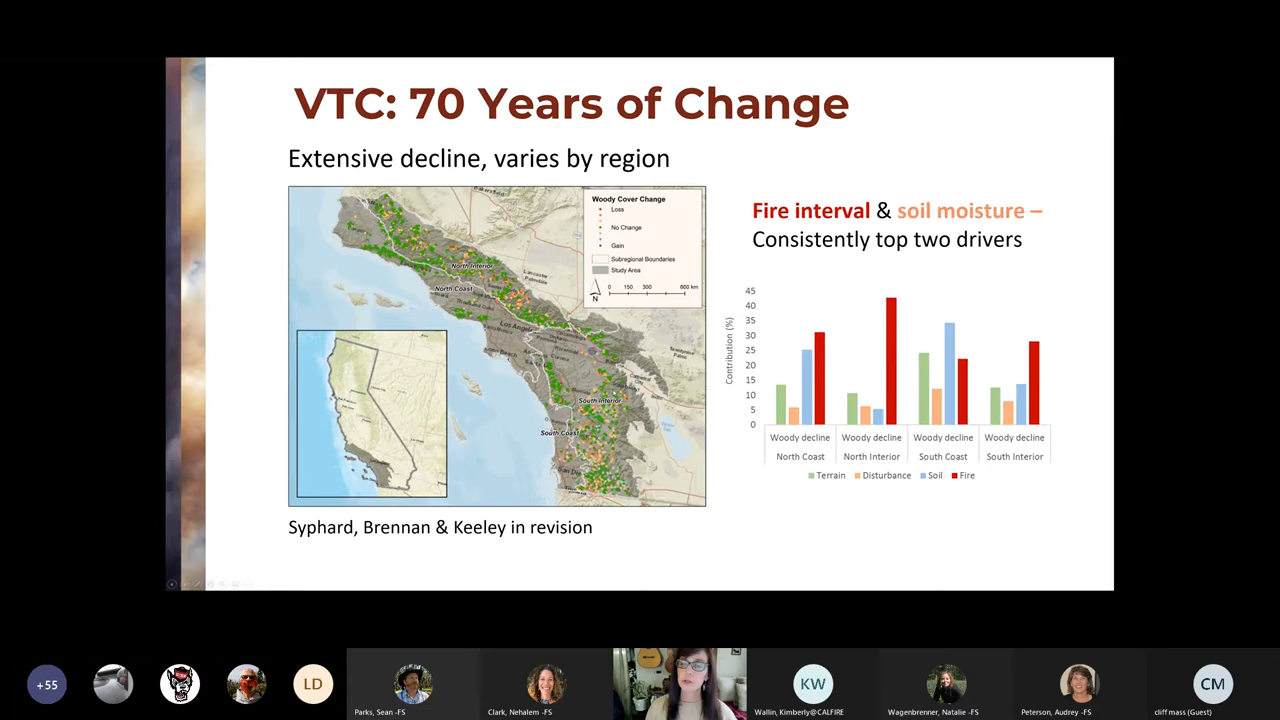 VTC: 70 Years of Change
Extensive decline, varies by region
Woody Cover Change
Loss
No Change
Gain
Subregional Boundaries
Study Area
N
0 150 300 600 km
Bakersfield
Lancaster
Palmdale
North Interior
North Coast
Los Angeles
South Interior
South Coast
San Di
Fire interval & soil moisture –
Consistently top two drivers
Contribution (%)
45
40
35
30
25
20
15
10
5
0
Woody decline Woody decline Woody decline Woody decline
North Coast North Interior South Coast South Interior
Terrain Disturbance Soil Fire
Syphard, Brennan & Keeley in revision
+55
LD
KW
CM
Parks, Sean -FS
Clark, Nehalem -FS
Wallin, Kimberly@CALFIRE
Wagenbrenner, Natalie -FS
Peterson, Audrey -FS
cliff mass (Guest)